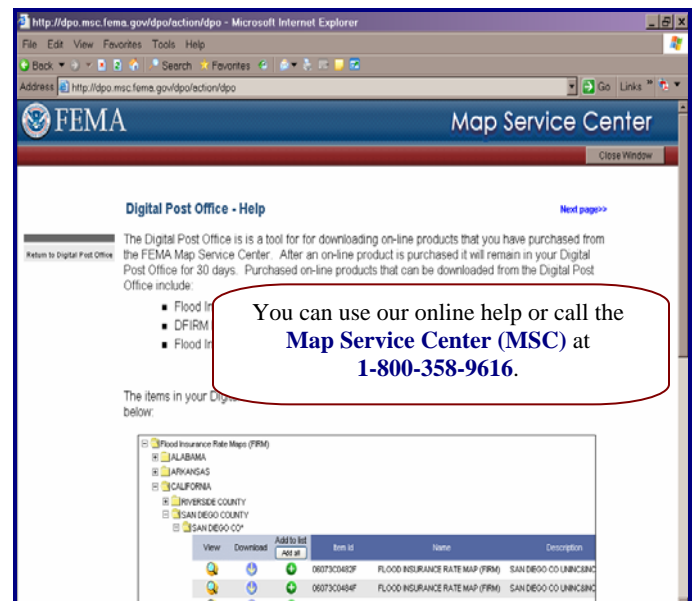 http://dpo.msc.fema.gov/dpo/action/dpo - Microsoft Internet Explorer
File Edit View Favorites Tools Help
Back Search Favorites
Address http://dpo.msc.fema.gov/dpo/action/dpo Go Links »
FEMA Map Service Center
Close Window
Digital Post Office - Help Next page>>
Return to Digital Post Office
The Digital Post Office is is a tool for for downloading on-line products that you have purchased from
the FEMA Map Service Center. After an on-line product is purchased it will remain in your Digital
Post Office for 30 days. Purchased on-line products that can be downloaded from the Digital Post
Office include:
Flood In
DFIRM
Flood In
You can use our online help or call the
Map Service Center (MSC) at
1-800-358-9616.
The items in your Digi
below:
Flood Insurance Rate Maps (FIRM)
ALABAMA
ARKANSAS
CALIFORNIA
RIVERSIDE COUNTY
SAN DIEGO COUNTY
SAN DIEGO CO*
View Download Add to list Add all Item Id Name Description
06073C0482F FLOOD INSURANCE RATE MAP (FIRM) SAN DIEGO CO UNINC&INC
06073C0484F FLOOD INSURANCE RATE MAP (FIRM) SAN DIEGO CO UNINC&INC